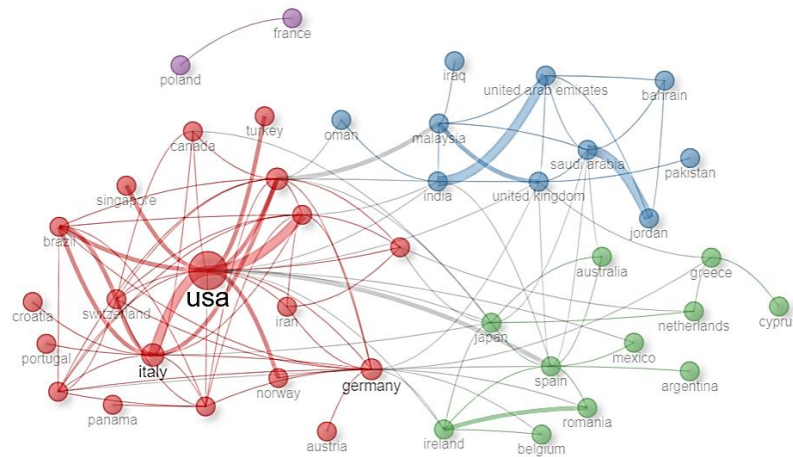 france
poland
iraq
united arab emirates
bahrain
turkey
oman
malaysia
canada
saudi arabia
pakistan
singapore
india
united kingdom
jordan
brazil
usa
australia
greece
croatia
switzerland
iran
netherlands
cypru
japan
portugal
italy
mexico
norway
germany
spain
argentina
panama
romania
austria
ireland
belgium